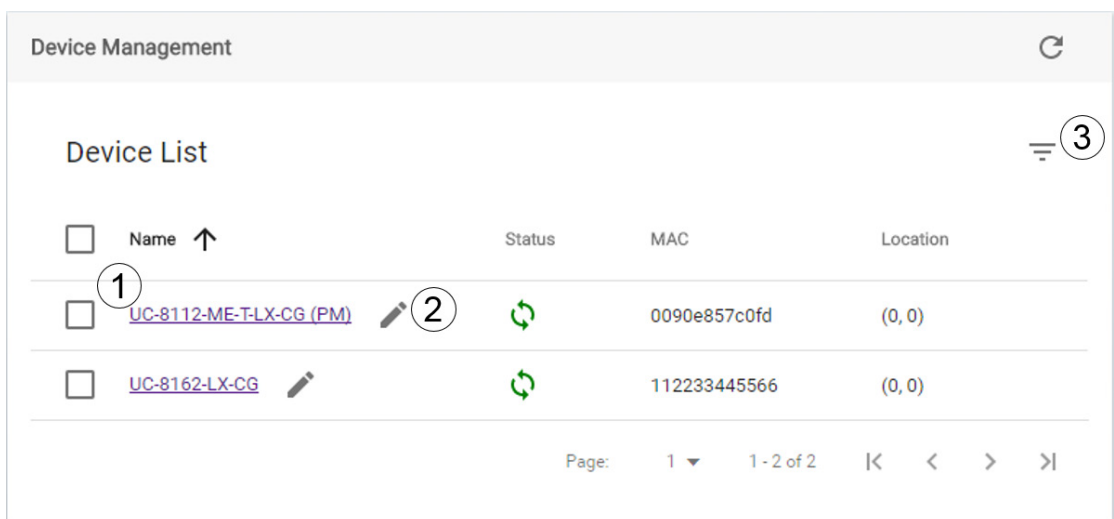 Device Management
Device List
3
Name Status MAC Location
1
UC-8112-ME-T-LX-CG (PM) 2 0090e857c0fd (0, 0)
UC-8162-LX-CG 112233445566 (0, 0)
Page: 1 1 - 2 of 2